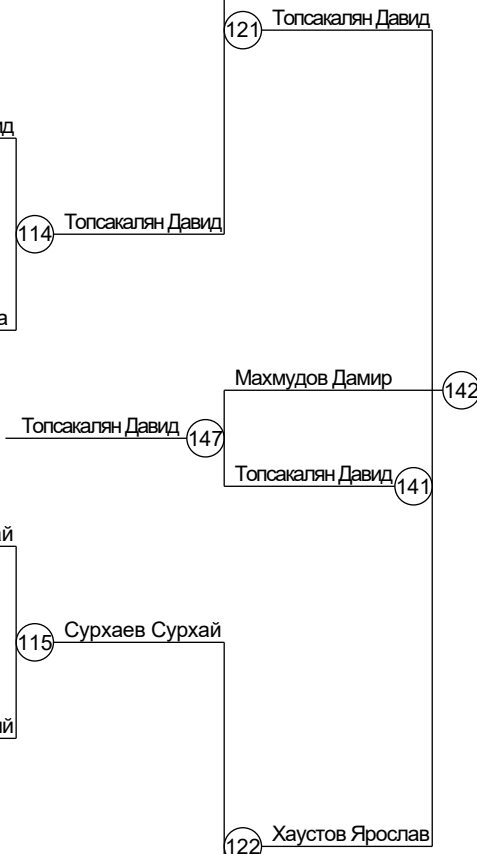 121 Топсакалян Давид
114 Топсакалян Давид
Махмудов Дамир 142
Топсакалян Давид 147
Топсакалян Давид 141
115 Сурхаев Сурхай
122 Хаустов Ярослав